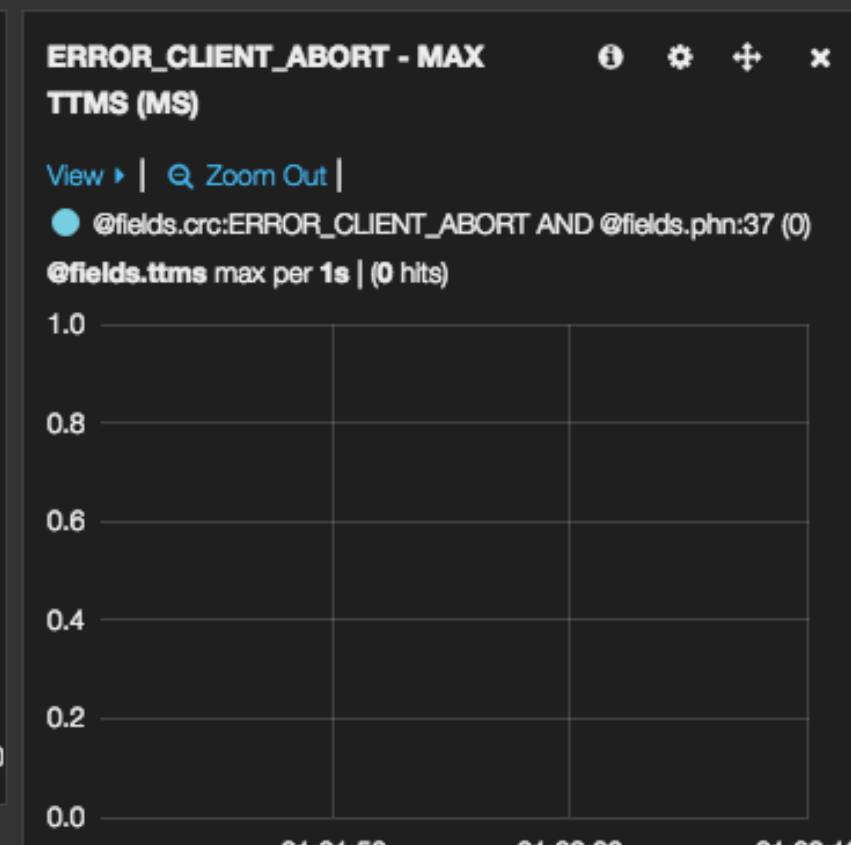 ERROR_CLIENT_ABORT - MAX
TTMS (MS)
View
Zoom Out
@fields.crc:ERROR_CLIENT_ABORT AND @fields.phn:37 (0)
@fields.ttms max per 1s | (0 hits)
1.0
0.8
0.6
0.4
0.2
0.0